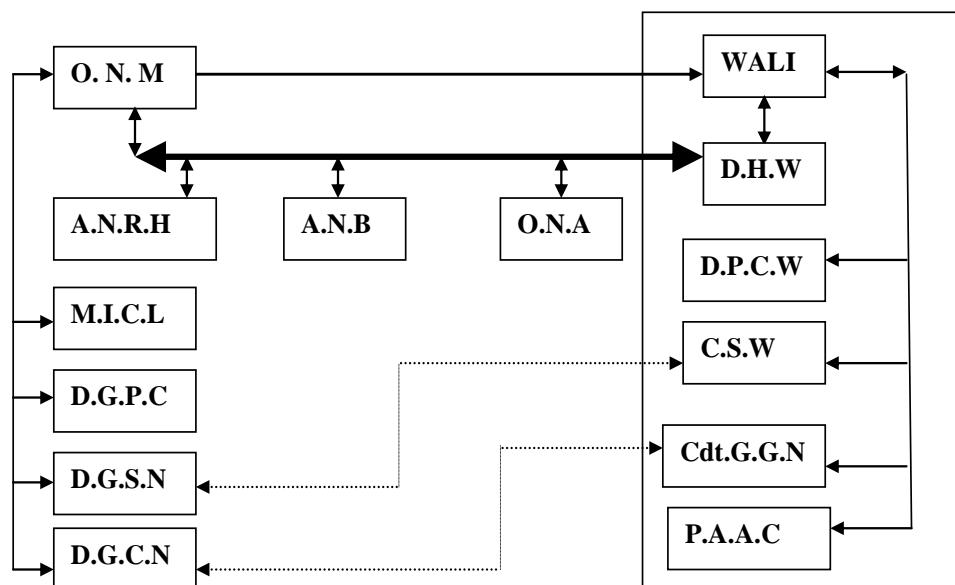 O. N. M
WALI
D.H.W
A.N.R.H
A.N.B
O.N.A
D.P.C.W
M.I.C.L
C.S.W
D.G.P.C
Cdt.G.G.N
D.G.S.N
P.A.A.C
D.G.C.N